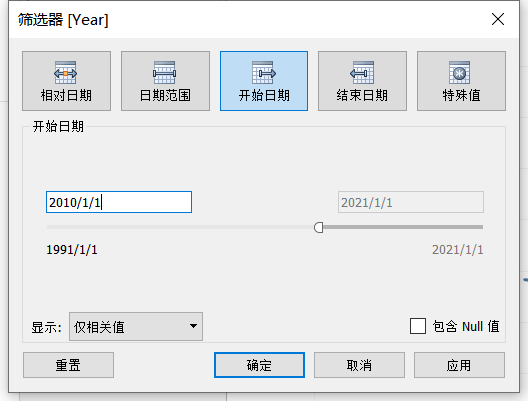 筛选器 [Year]
相对日期 日期范围 开始日期 结束日期 特殊值
开始日期
2010/1/1 2021/1/1
1991/1/1 2021/1/1
显示: 仅相关值 包含 Null 值
重置 确定 取消 应用